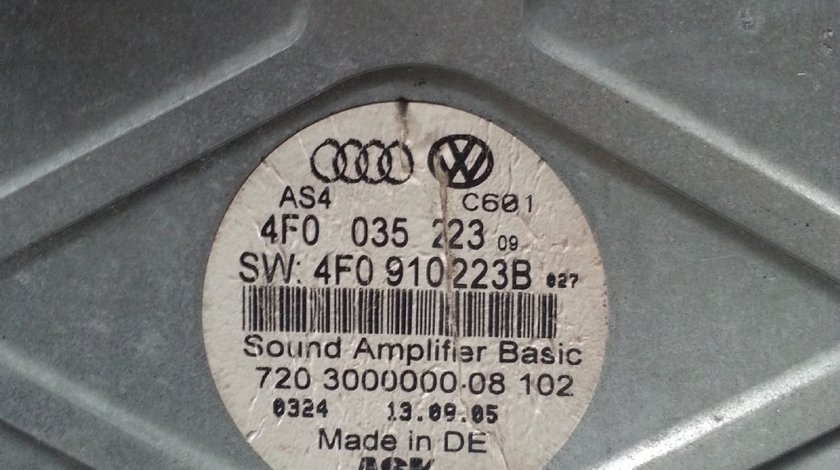 AS4 C601
4F0 035 223 09
SW: 4F0 910 223B 027
Sound Amplifier Basic
720 3000000-08 102
0324 13.09.05
Made in DE
ASK